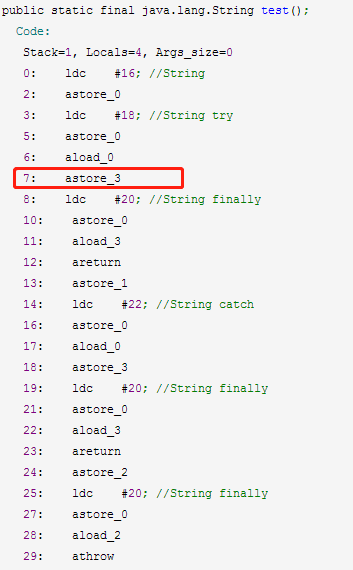 public static final java.lang.String test();
Code:
Stack=1, Locals=4, Args_size=0
0: ldc #16; //String
2: astore_0
3: ldc #18; //String try
5: astore_0
6: aload_0
7: astore_3
8: ldc #20; //String finally
10: astore_0
11: aload_3
12: areturn
13: astore_1
14: ldc #22; //String catch
16: astore_0
17: aload_0
18: astore_3
19: ldc #20; //String finally
21: astore_0
22: aload_3
23: areturn
24: astore_2
25: ldc #20; //String finally
27: astore_0
28: aload_2
29: athrow